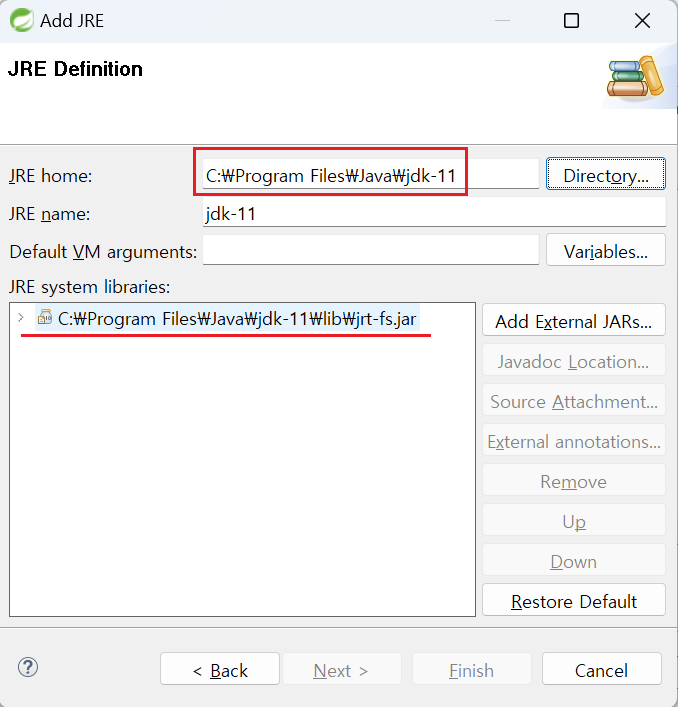 Add JRE
JRE Definition
JRE home:
C:₩Program Files₩Java₩jdk-11
Directory...
JRE name:
jdk-11
Default VM arguments:
Variables...
JRE system libraries:
C:₩Program Files₩Java₩jdk-11₩lib₩jrt-fs.jar
Add External JARs...
Javadoc Location...
Source Attachment...
External annotations...
Remove
Up
Down
Restore Default
?
< Back
Next >
Finish
Cancel